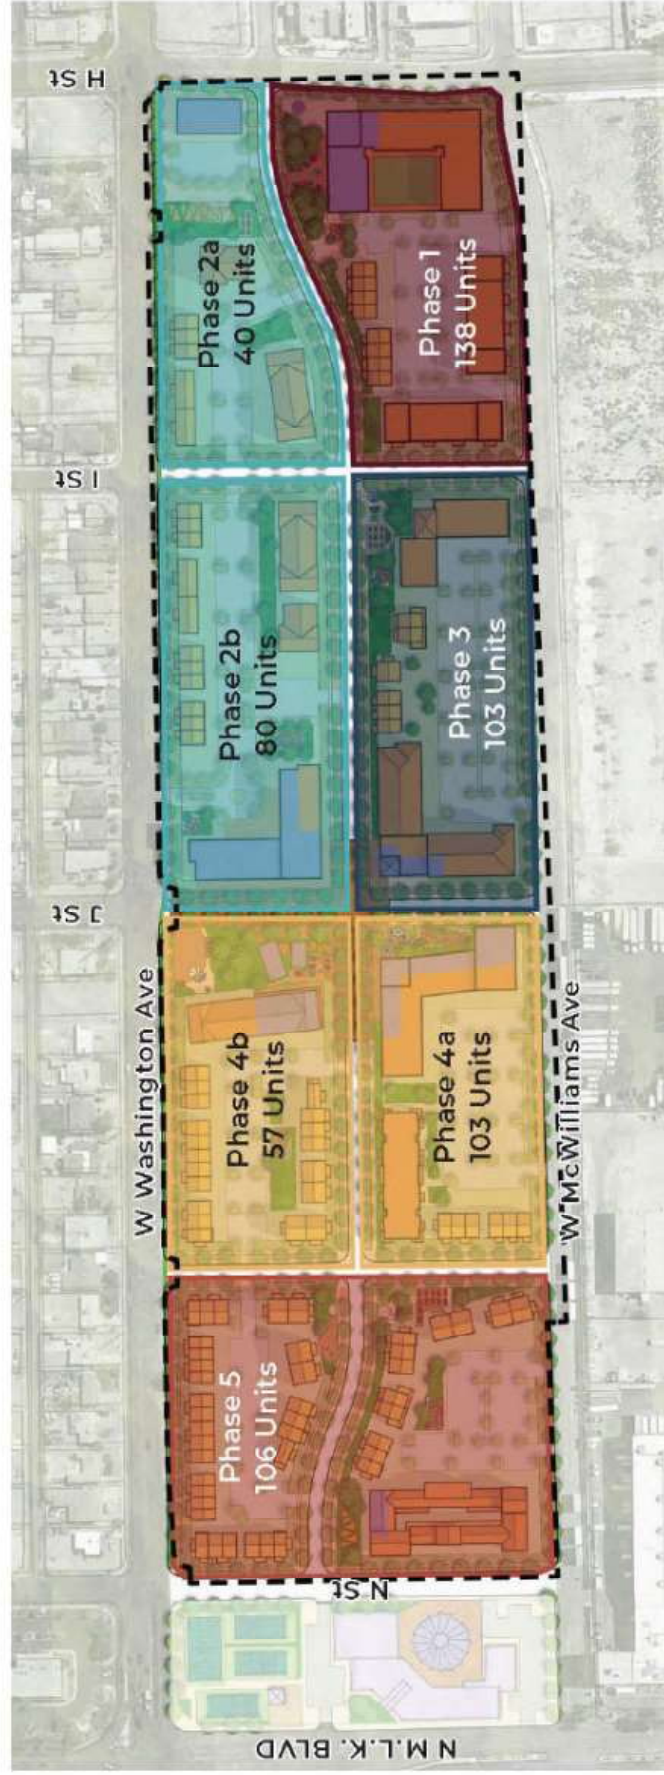 H St
Phase 2a
40 Units
Phase 1
138 Units
I St
Phase 2b
80 Units
Phase 3
103 Units
J St
W Washington Ave
Phase 4b
57 Units
Phase 4a
103 Units
W McWilliams Ave
Phase 5
106 Units
N St
N M.L.K. BLVD